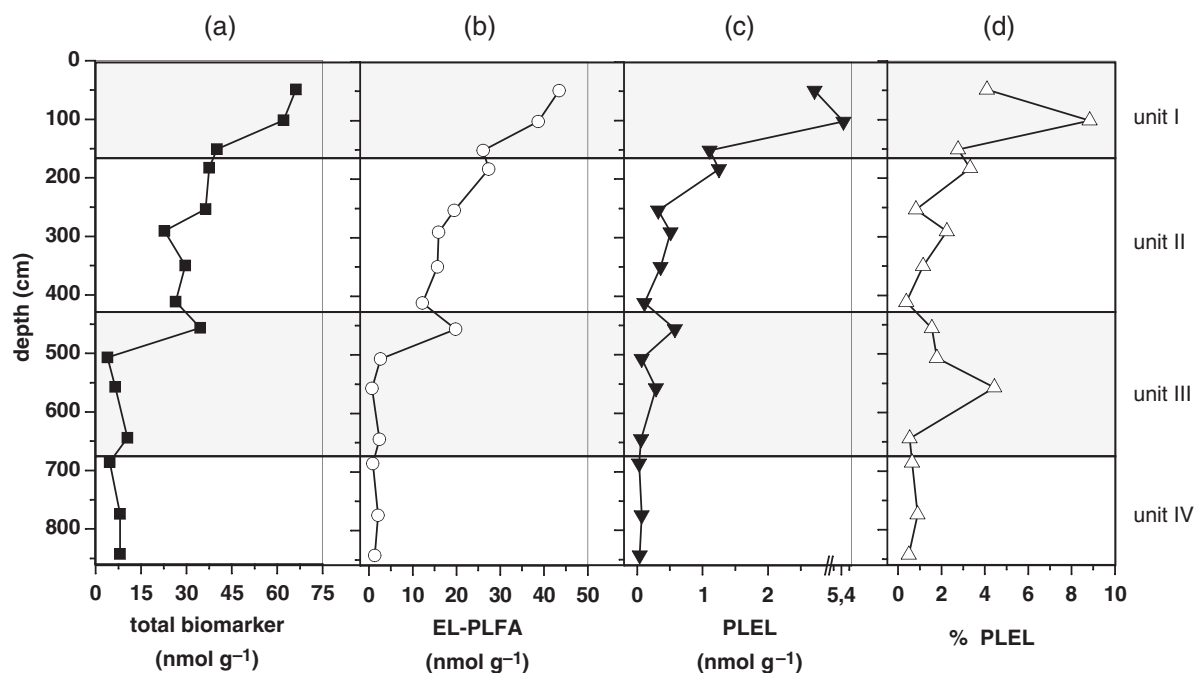 (a) (b) (c) (d)
0
100
200
300
400
500
600
700
800
depth (cm)
unit I
unit II
unit III
unit IV
0 15 30 45 60 75
0 10 20 30 40 50
0 1 2 5,4
0 2 4 6 8 10
total biomarker
(nmol g⁻¹)
EL-PLFA
(nmol g⁻¹)
PLEL
(nmol g⁻¹)
% PLEL